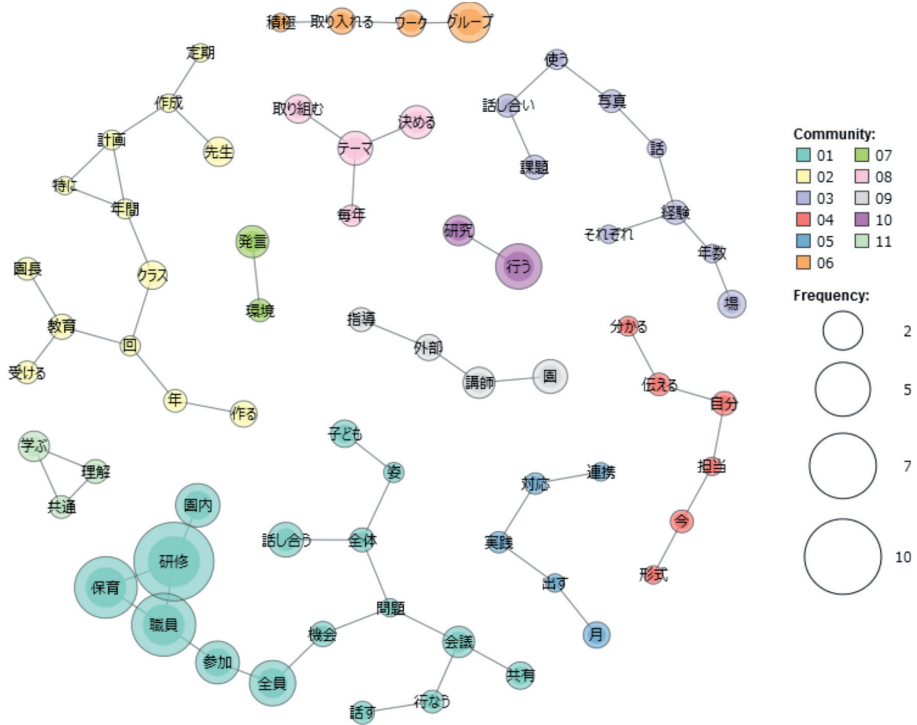 積極
取り入れる
ワーク
グループ
定期
作成
計画
先生
特に
年間
クラス
園長
教育
回
受ける
年
作る
取り組む
決める
テーマ
毎年
使う
話し合い
写真
課題
話
経験
それぞれ
年数
場
発言
環境
研究
行う
指導
外部
講師
園
分かる
伝える
自分
担当
今
形式
学ぶ
理解
共通
連携
対応
実践
出す
月
子ども
姿
話し合う
全体
園内
研修
保育
職員
参加
全員
機会
問題
会議
共有
行なう
話す
Community:
01 07
02 08
03 09
04 10
05 11
06
Frequency:
2
5
7
10